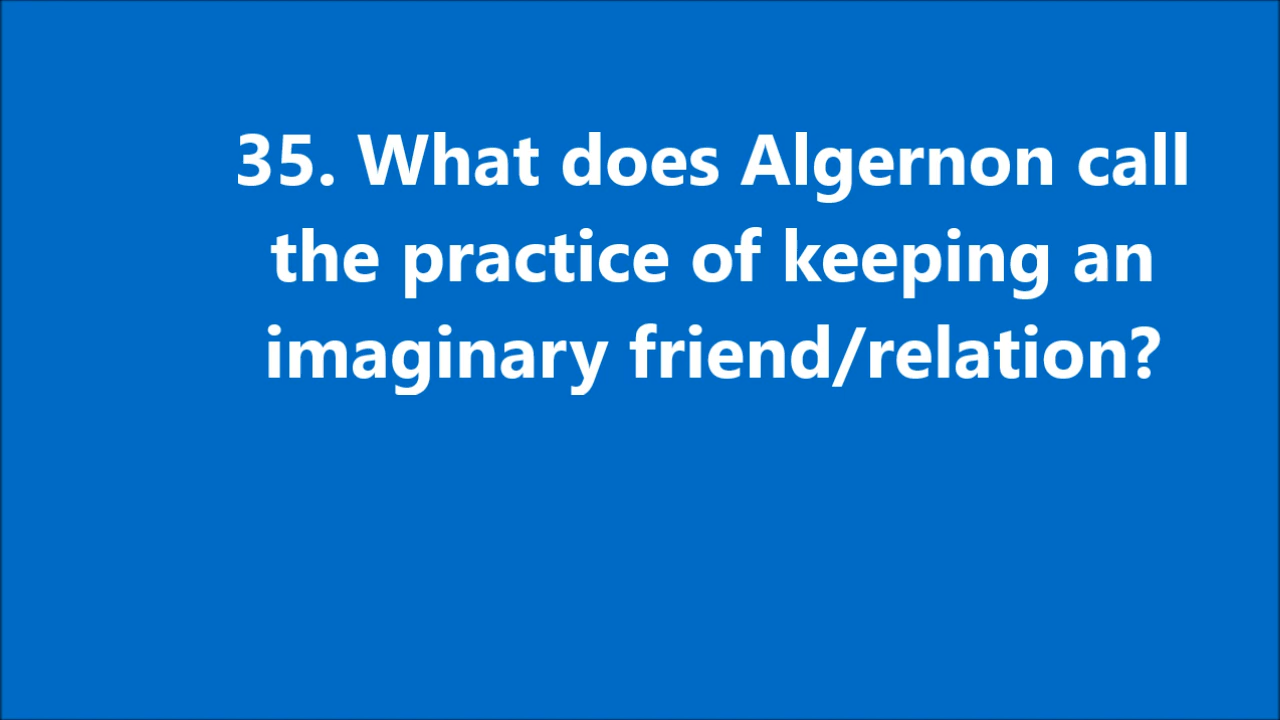 35. What does Algernon call
the practice of keeping an
imaginary friend/relation?